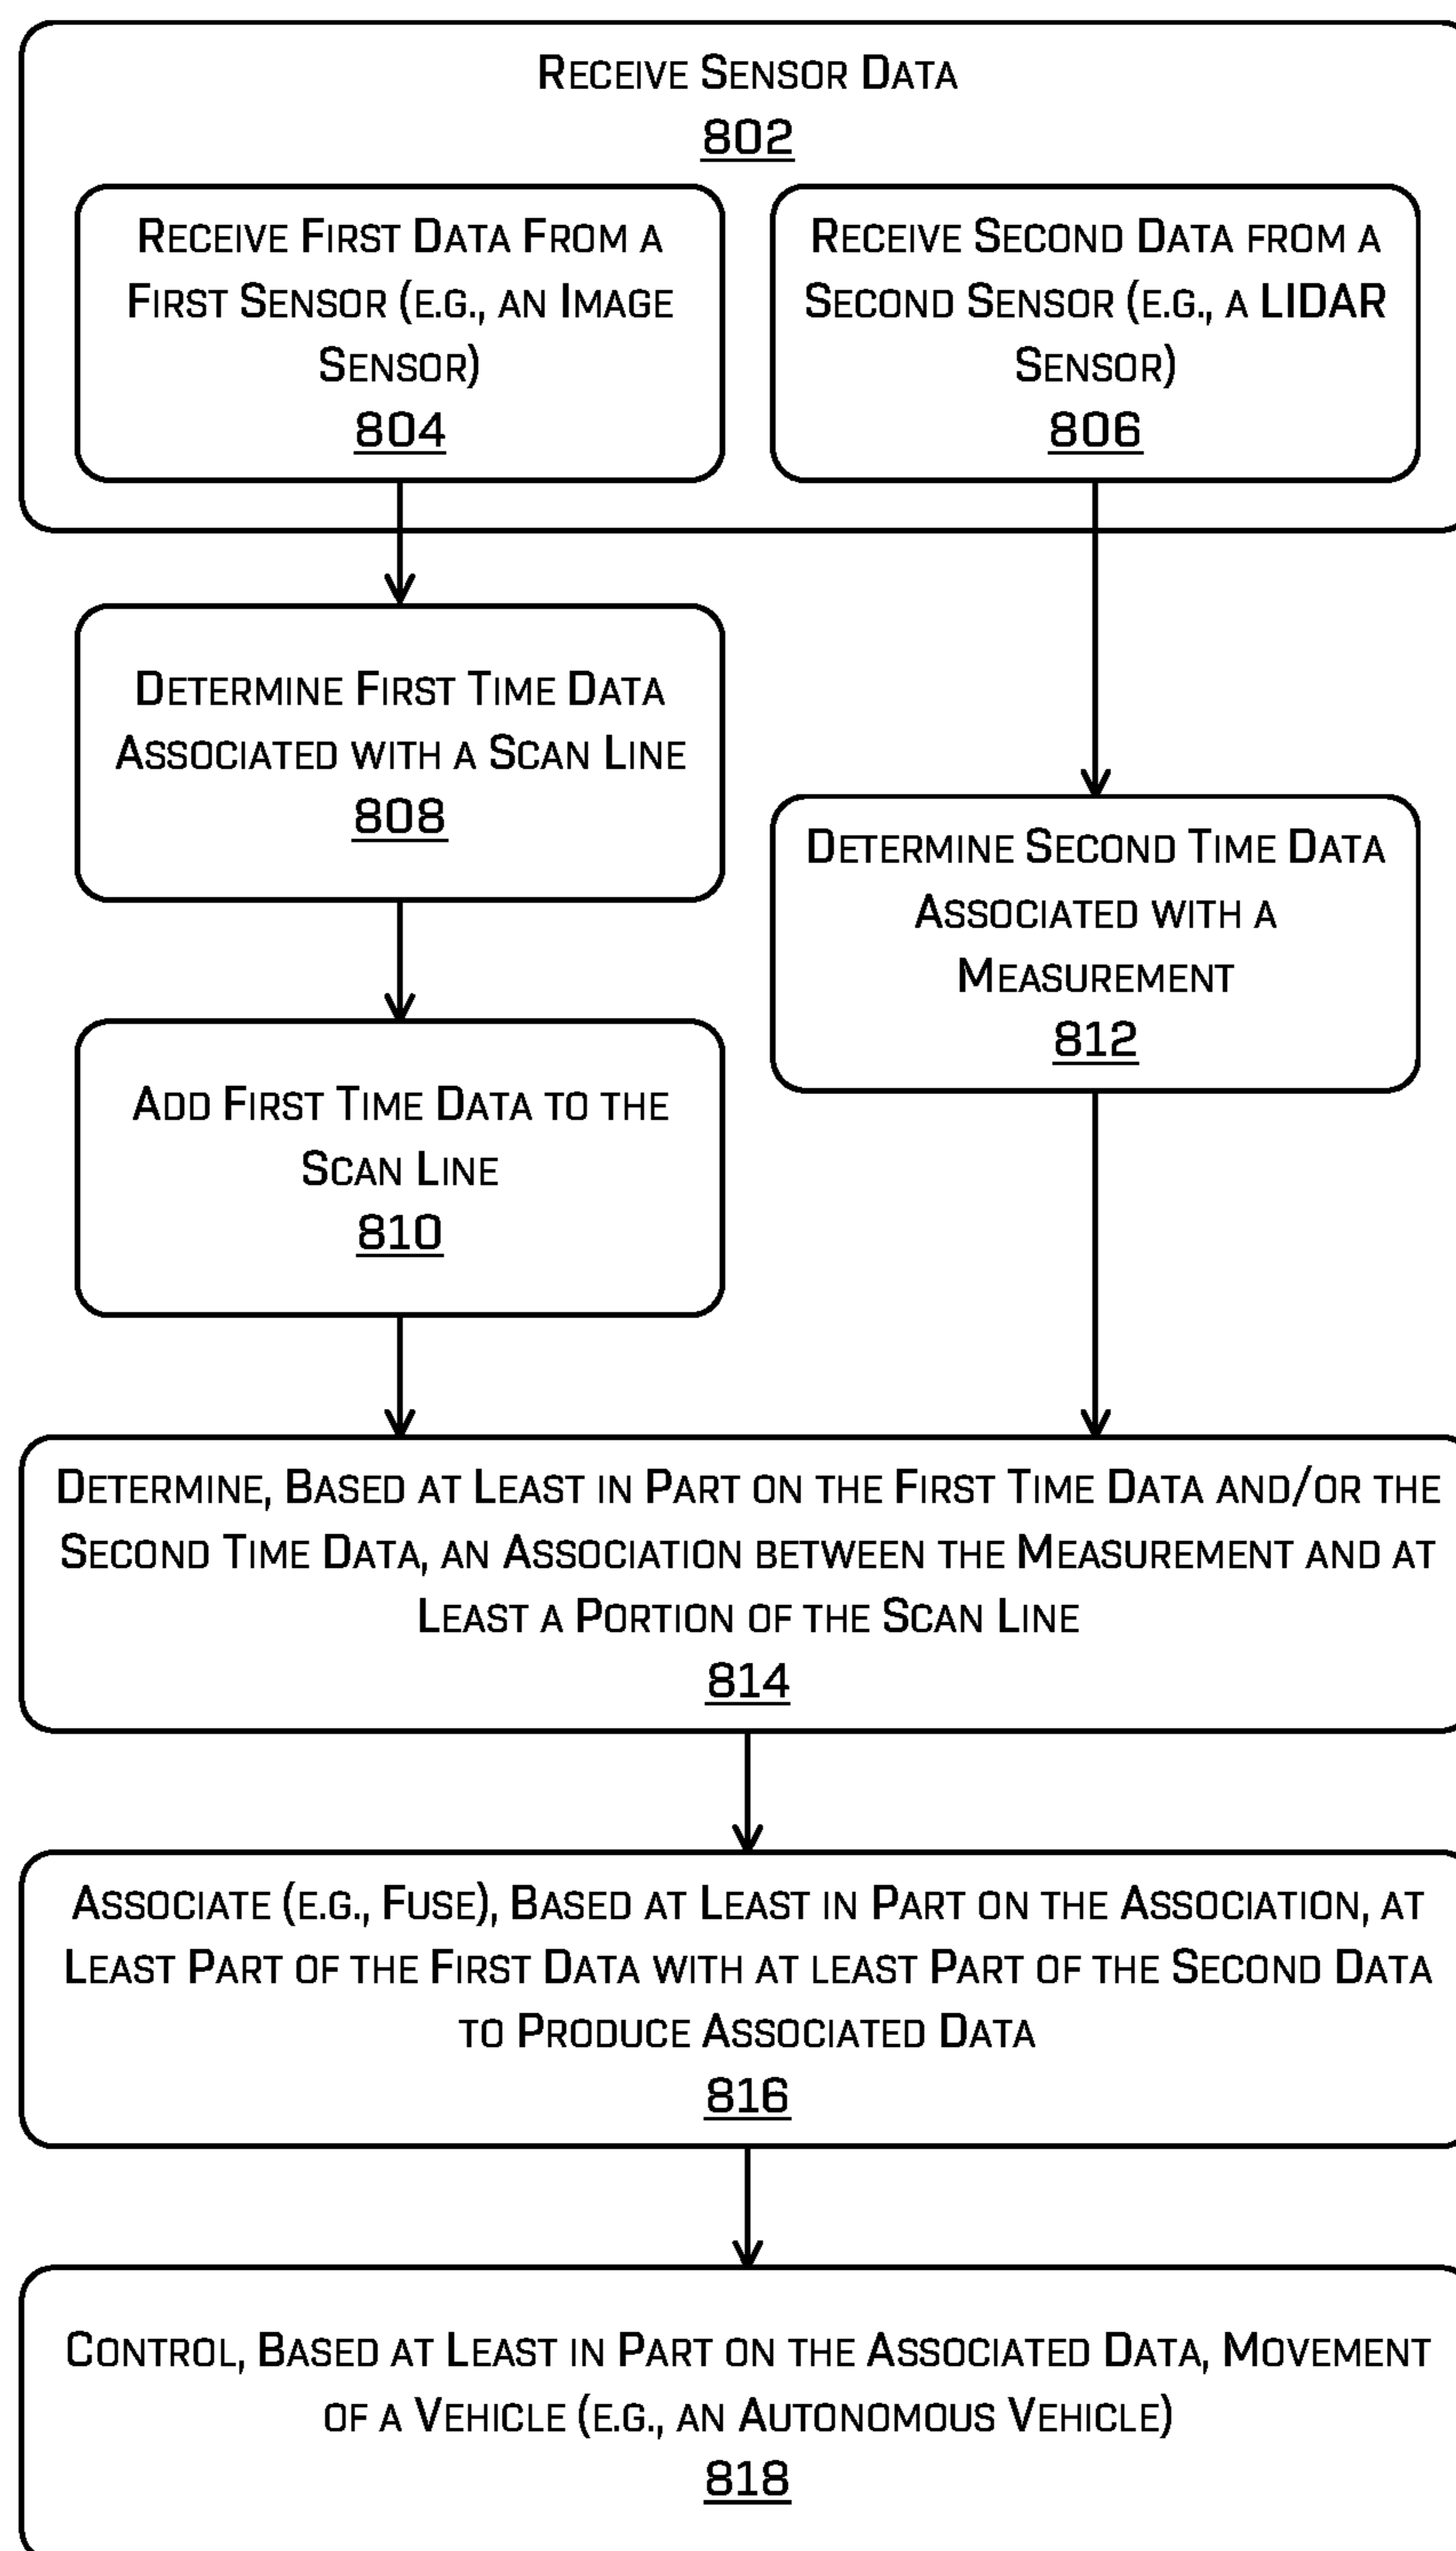 Receive Sensor Data
802
Receive First Data From a
First Sensor (e.g., an Image
Sensor)
804
Receive Second Data from a
Second Sensor (e.g., a LIDAR
Sensor)
806
Determine First Time Data
Associated with a Scan Line
808
Add First Time Data to the
Scan Line
810
Determine Second Time Data
Associated with a
Measurement
812
Determine, Based at Least in Part on the First Time Data and/or the
Second Time Data, an Association between the Measurement and at
Least a Portion of the Scan Line
814
Associate (e.g., Fuse), Based at Least in Part on the Association, at
Least Part of the First Data with at least Part of the Second Data
to Produce Associated Data
816
Control, Based at Least in Part on the Associated Data, Movement
of a Vehicle (e.g., an Autonomous Vehicle)
818